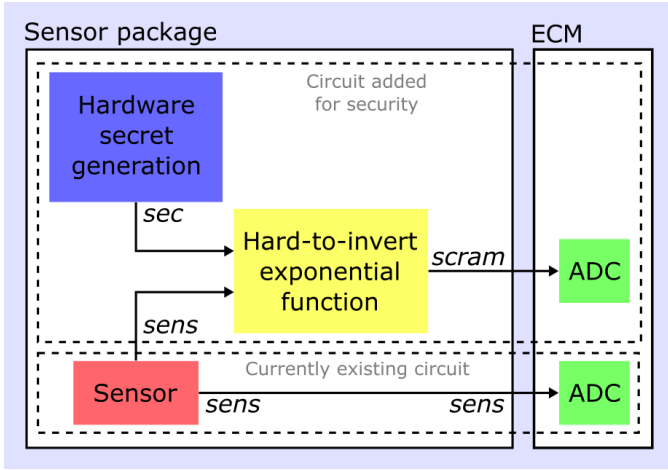 Sensor package
ECM
Circuit added
for security
Hardware
secret
generation
sec
Hard-to-invert
exponential
function
scram
ADC
sens
Currently existing circuit
Sensor
sens
sens
ADC